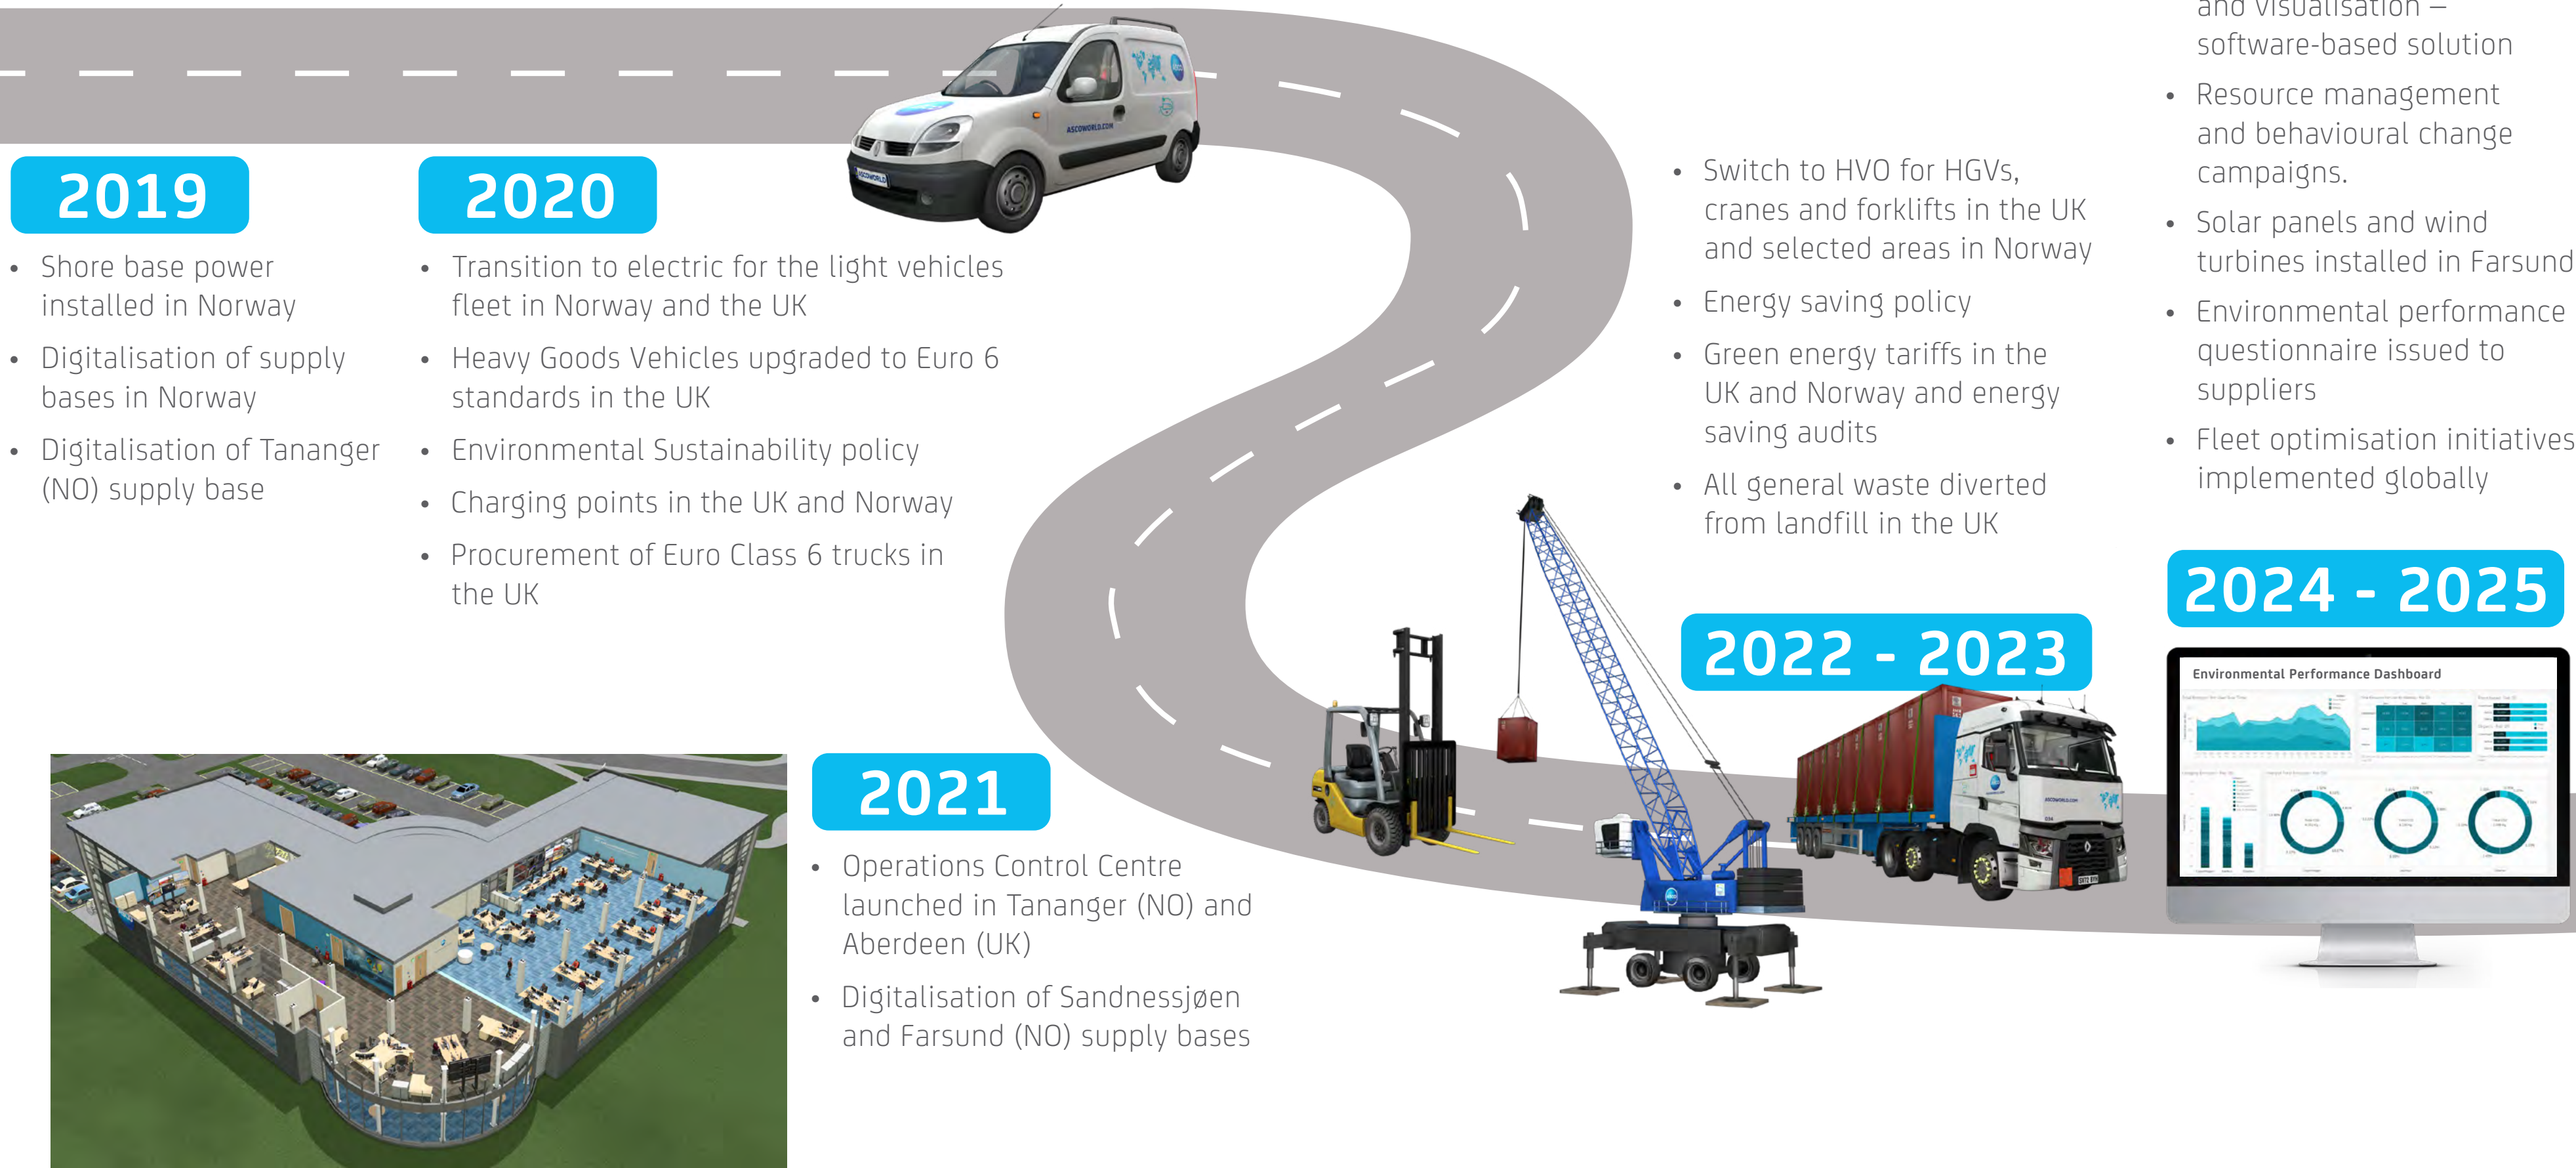 2019
• Shore base power
installed in Norway
• Digitalisation of supply
bases in Norway
• Digitalisation of Tananger
(NO) supply base
2020
• Transition to electric for the light vehicles
fleet in Norway and the UK
• Heavy Goods Vehicles upgraded to Euro 6
standards in the UK
• Environmental Sustainability policy
• Charging points in the UK and Norway
• Procurement of Euro Class 6 trucks in
the UK
ASCOWORLD.COM
ASCOWORLD
2021
• Operations Control Centre
launched in Tananger (NO) and
Aberdeen (UK)
• Digitalisation of Sandnessjøen
and Farsund (NO) supply bases
• Switch to HVO for HGVs,
cranes and forklifts in the UK
and selected areas in Norway
• Energy saving policy
• Green energy tariffs in the
UK and Norway and energy
saving audits
• All general waste diverted
from landfill in the UK
2022 - 2023
ASCOWORLD.COM
and visualisation –
software-based solution
• Resource management
and behavioural change
campaigns.
• Solar panels and wind
turbines installed in Farsund
• Environmental performance
questionnaire issued to
suppliers
• Fleet optimisation initiatives
implemented globally
2024 - 2025
Environmental Performance Dashboard